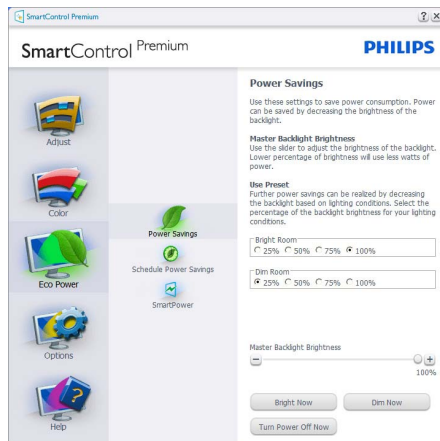 SmartControl Premium
SmartControl Premium
PHILIPS
Adjust
Color
Eco Power
Options
Help
Power Savings
Schedule Power Savings
SmartPower
Power Savings
Use these settings to save power consumption. Power
can be saved by decreasing the brightness of the
backlight.
Master Backlight Brightness
Use the slider to adjust the brightness of the backlight.
Lower percentage of brightness will use less watts of
power.
Use Preset
Further power savings can be realized by decreasing
the backlight based on lighting conditions. Select the
percentage of the backlight brightness for your lighting
conditions.
Bright Room
25% 50% 75% 100%
Dim Room
25% 50% 75% 100%
Master Backlight Brightness
100%
Bright Now Dim Now
Turn Power Off Now